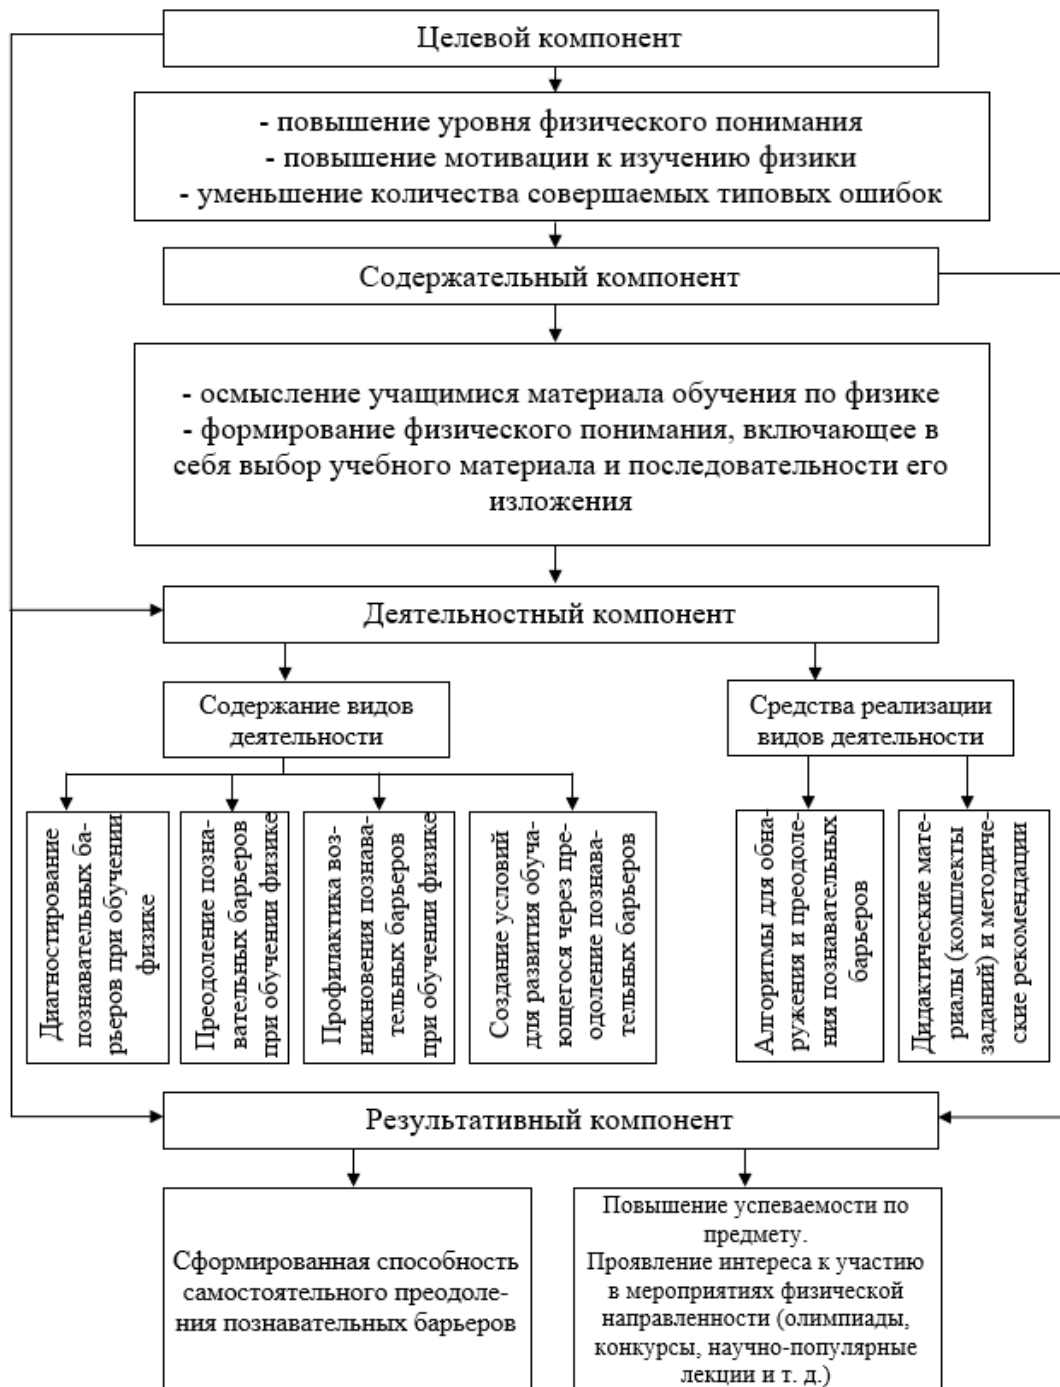 Целевой компонент
- повышение уровня физического понимания
- повышение мотивации к изучению физики
- уменьшение количества совершаемых типовых ошибок
Содержательный компонент
- осмысление учащимися материала обучения по физике
- формирование физического понимания, включающее в
себя выбор учебного материала и последовательности его
изложения
Деятельностный компонент
Содержание видов
деятельности
Средства реализации
видов деятельности
Диагностирование
познавательных ба-
рьеров при обучении
физике
Преодоление позна-
вательных барьеров
при обучении физике
Профилактика воз-
никновения познава-
тельных барьеров
при обучении физике
Создание условий
для развития обуча-
ющегося через пре-
одоление познава-
тельных барьеров
Алгоритмы для обна-
ружения и преодоле-
ния познавательных
барьеров
Дидактические мате-
риалы (комплекты
заданий) и методиче-
ские рекомендации
Результативный компонент
Сформированная способность
самостоятельного преодоле-
ния познавательных барьеров
Повышение успеваемости по
предмету.
Проявление интереса к участию
в мероприятиях физической
направленности (олимпиады,
конкурсы, научно-популярные
лекции и т. д.)